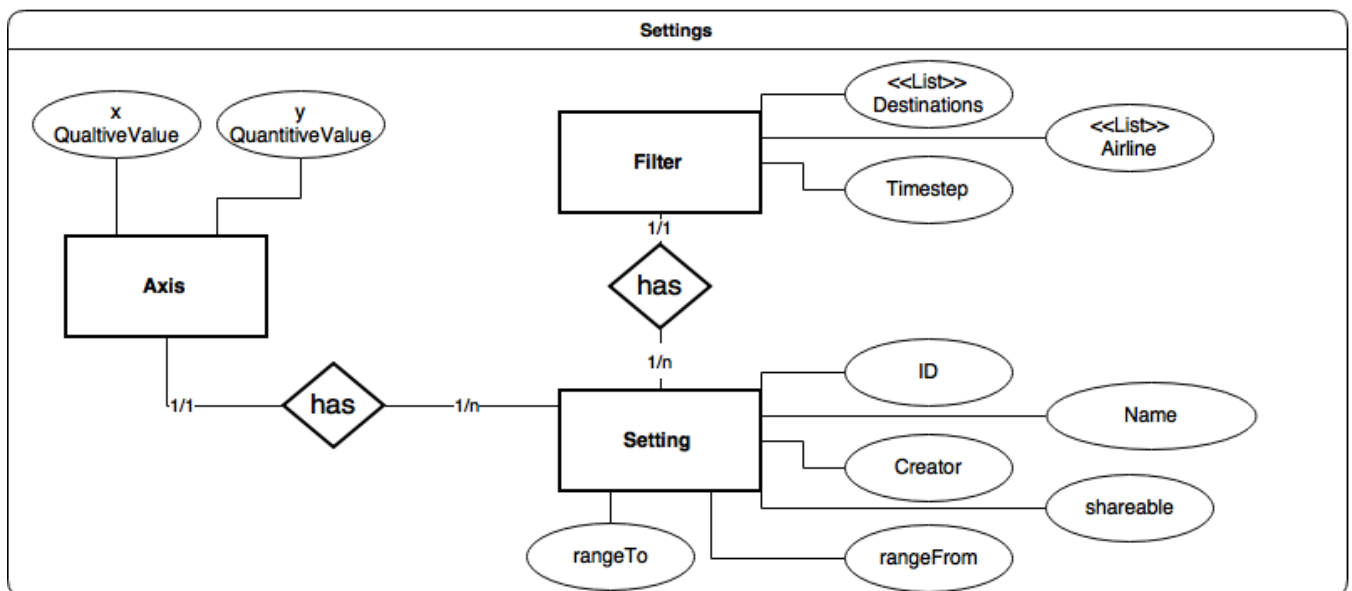 Settings
x
QualtiveValue
y
QuantitiveValue
<<List>>
Destinations
<<List>>
Airline
Filter
Timestep
1/1
Axis
has
1/n
ID
1/1
has
1/n
Name
Setting
Creator
shareable
rangeTo
rangeFrom